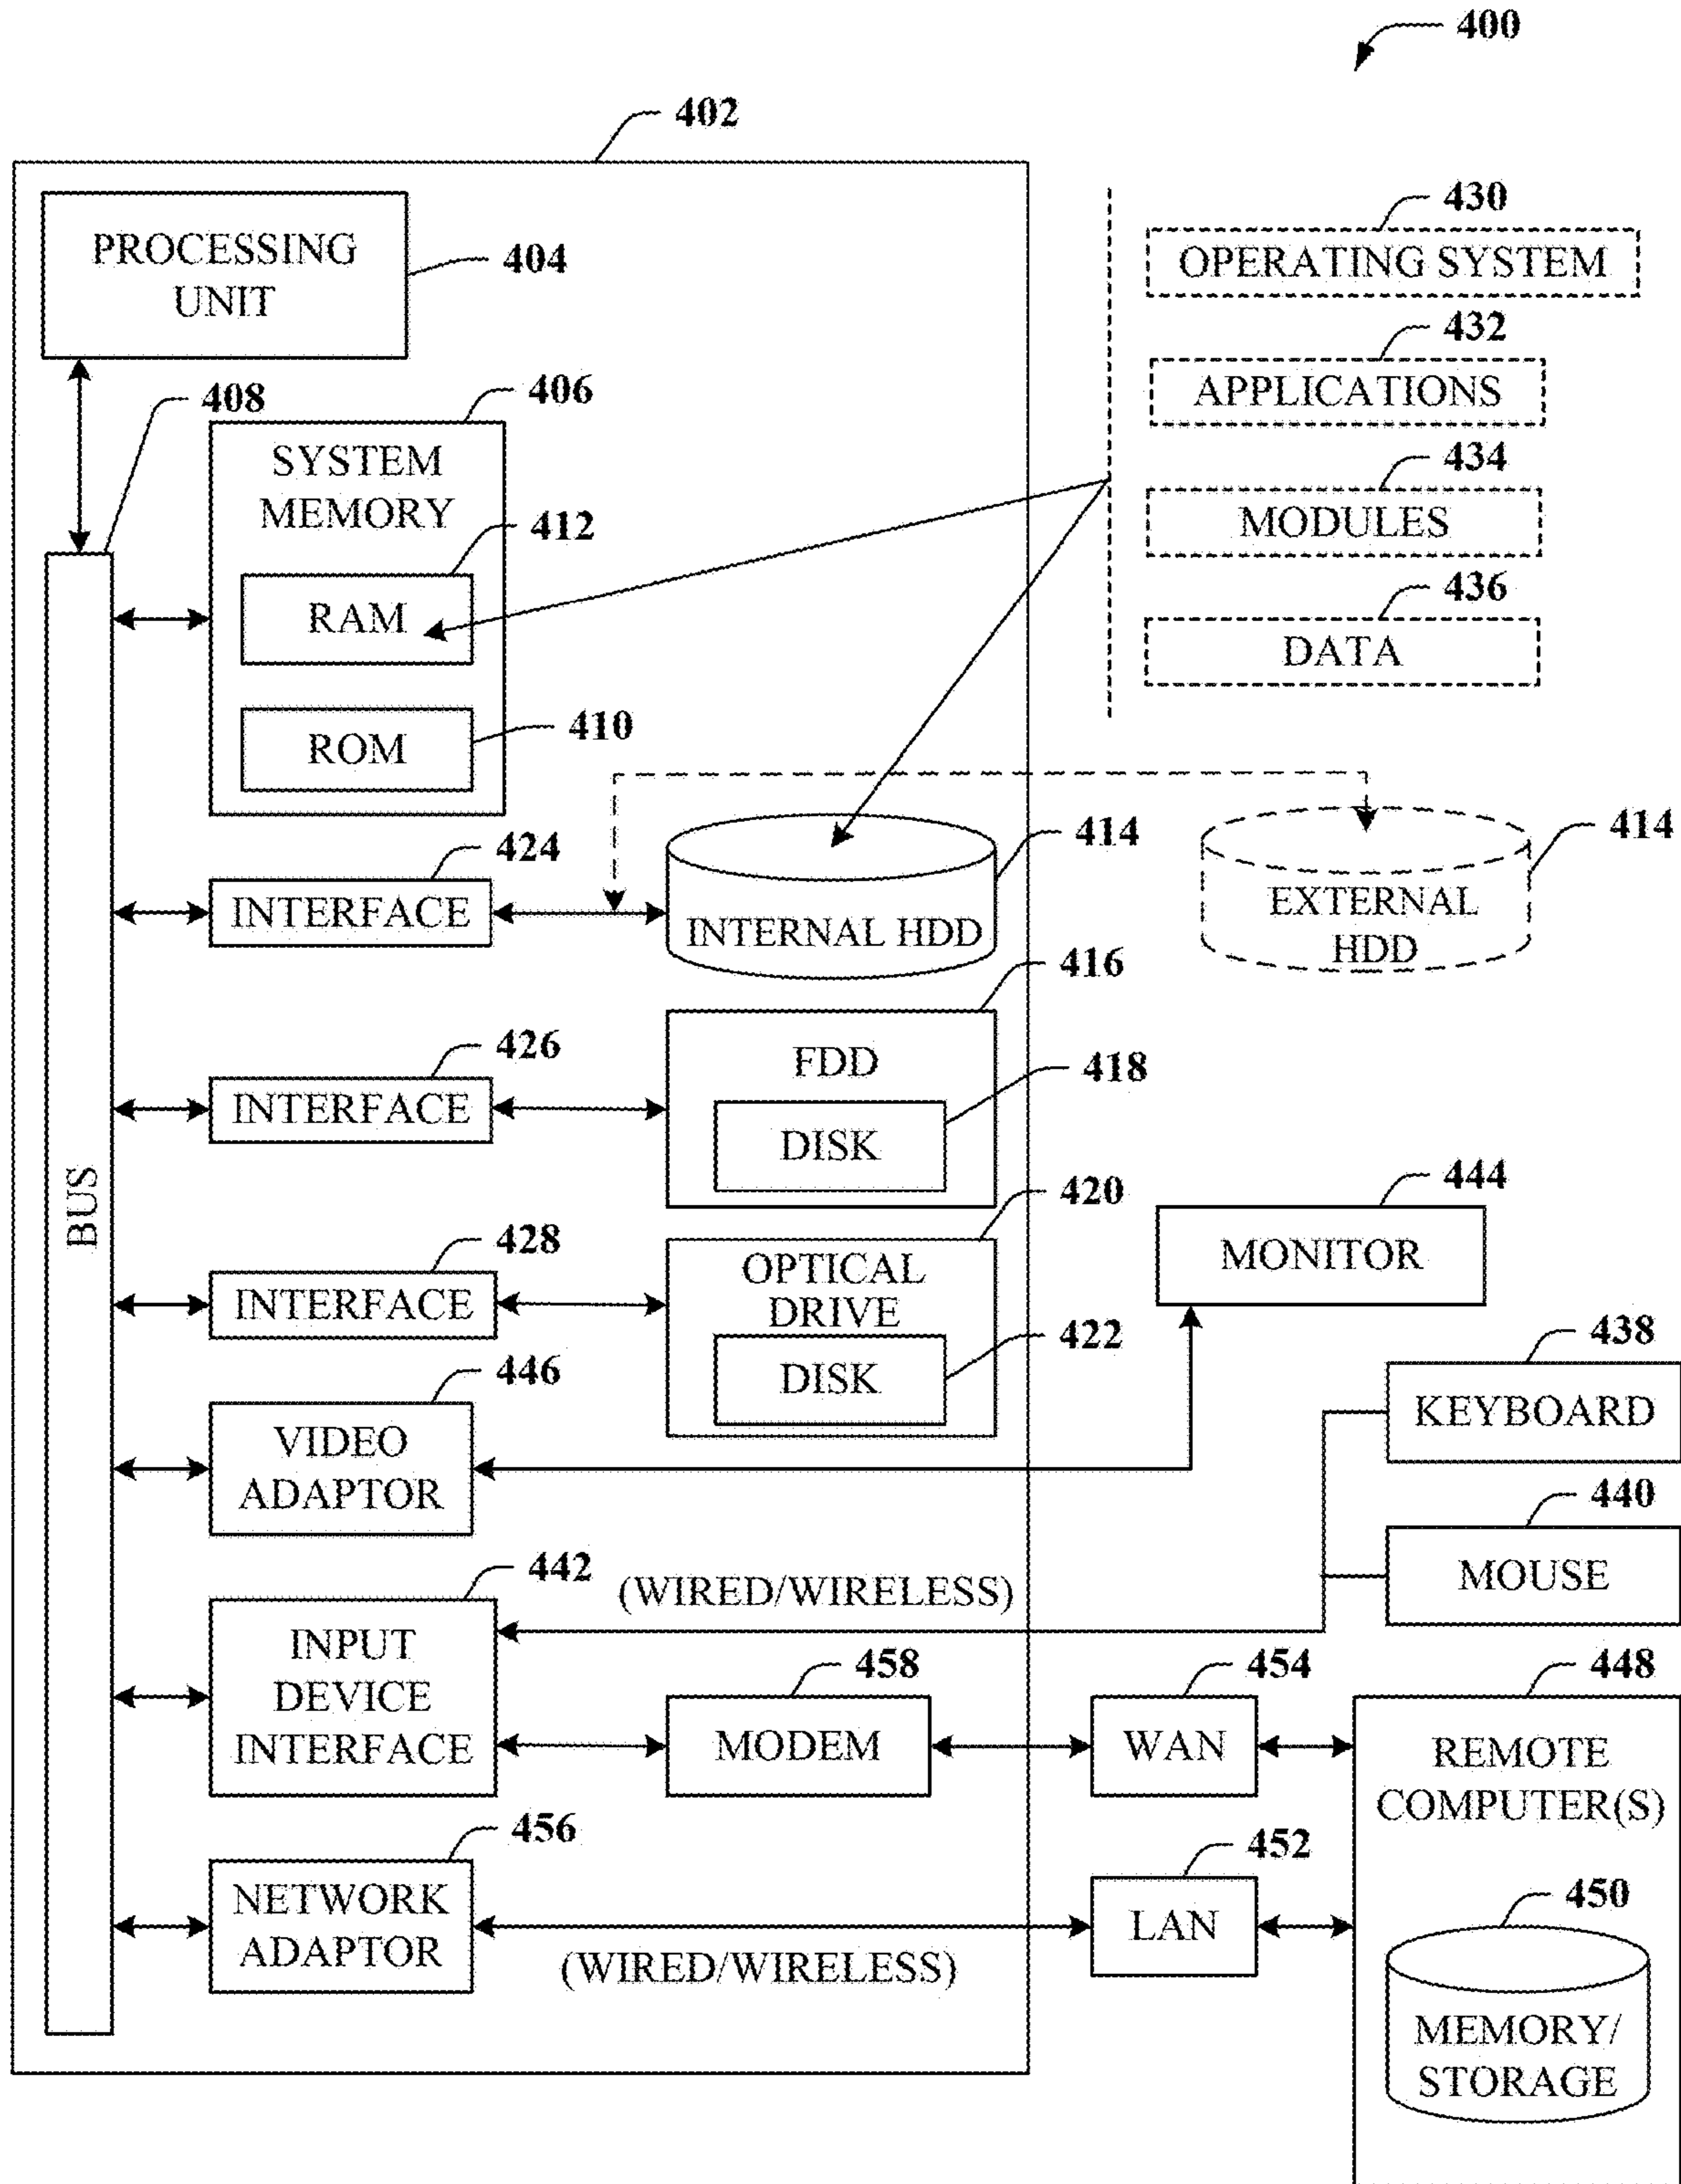 400
402
PROCESSING
UNIT
404
430
OPERATING SYSTEM
432
APPLICATIONS
434
MODULES
436
DATA
408
406
SYSTEM
MEMORY
412
RAM
410
ROM
424
INTERFACE
414
INTERNAL HDD
414
EXTERNAL
HDD
416
426
INTERFACE
FDD
418
DISK
BUS
420
428
INTERFACE
OPTICAL
DRIVE
422
DISK
444
MONITOR
438
KEYBOARD
446
VIDEO
ADAPTOR
440
MOUSE
442
(WIRED/WIRELESS)
INPUT
DEVICE
INTERFACE
458
MODEM
454
WAN
448
REMOTE
COMPUTER(S)
456
NETWORK
ADAPTOR
(WIRED/WIRELESS)
452
LAN
450
MEMORY/
STORAGE